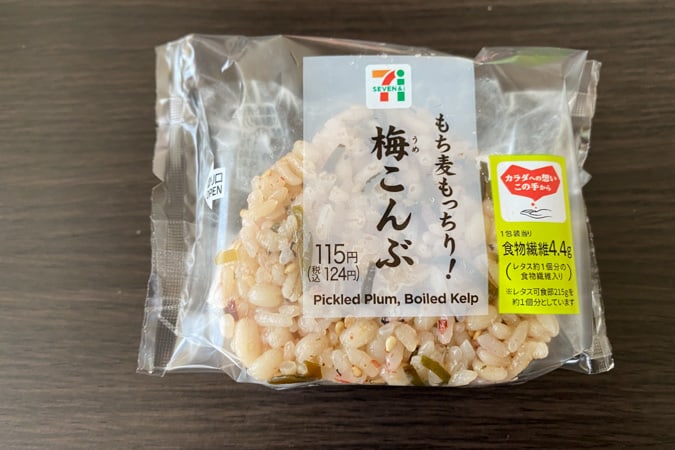 SEVEN&i
もち麦もっちり!
梅こんぶ
うめ
115円
(税込124円)
Pickled Plum, Boiled Kelp
OPEN
カラダへの想い
この手から
1包装当り
食物繊維4.4g
(レタス約1個分の
食物繊維入り)
※レタス可食部215gを
約1個分としています